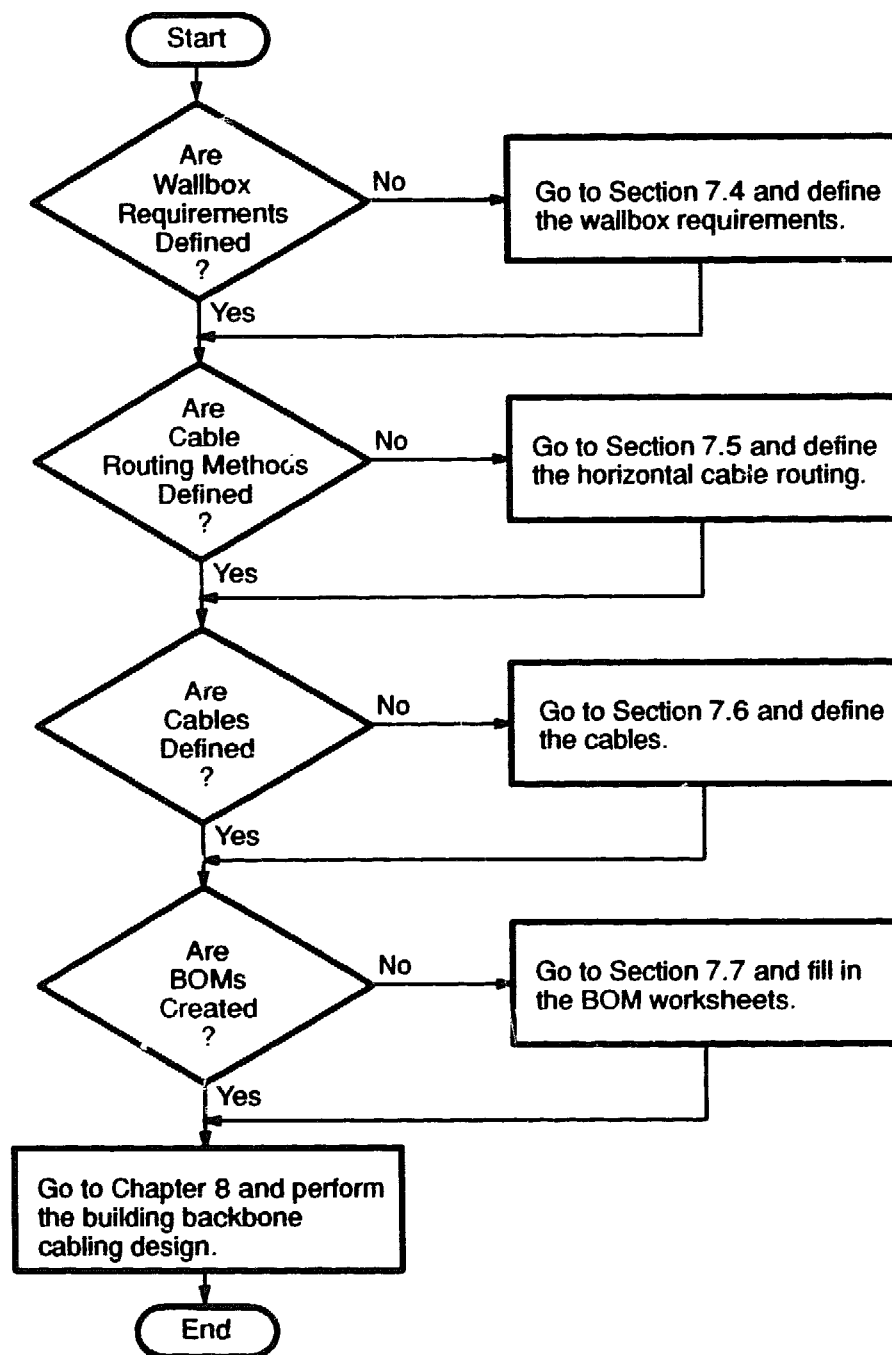 Start
Are
Wallbox
Requirements
Defined
?
No
Go to Section 7.4 and define
the wallbox requirements.
Yes
Are
Cable
Routing Methods
Defined
?
No
Go to Section 7.5 and define
the horizontal cable routing.
Yes
Are
Cables
Defined
?
No
Go to Section 7.6 and define
the cables.
Yes
Are
BOMs
Created
?
No
Go to Section 7.7 and fill in
the BOM worksheets.
Yes
Go to Chapter 8 and perform
the building backbone
cabling design.
End